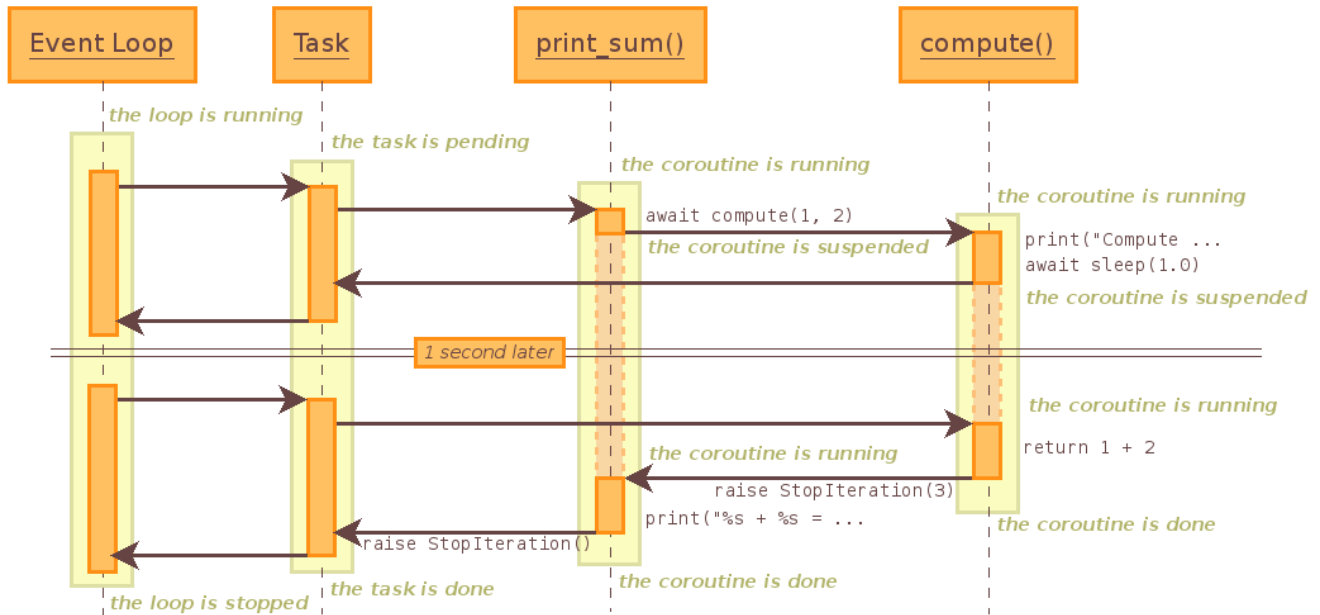 Event Loop
Task
print_sum()
compute()
the loop is running
the task is pending
the coroutine is running
the coroutine is running
await compute(1, 2)
print("Compute ...
the coroutine is suspended
await sleep(1.0)
the coroutine is suspended
1 second later
the coroutine is running
return 1 + 2
the coroutine is running
raise StopIteration(3)
print("%s + %s = ...
the coroutine is done
raise StopIteration()
the coroutine is done
the task is done
the loop is stopped